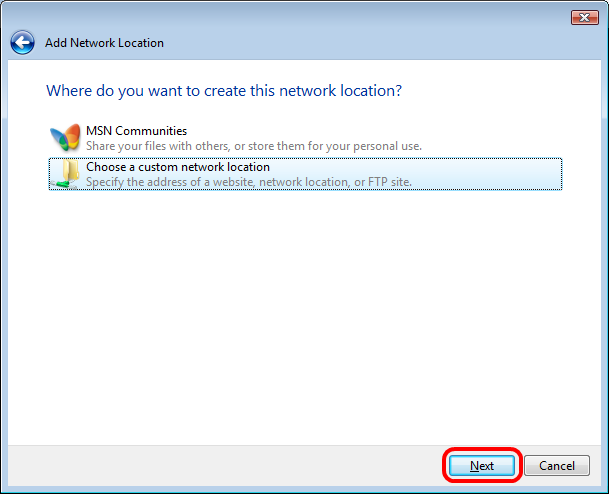 Add Network Location
Where do you want to create this network location?
MSN Communities
Share your files with others, or store them for your personal use.
Choose a custom network location
Specify the address of a website, network location, or FTP site.
Next
Cancel